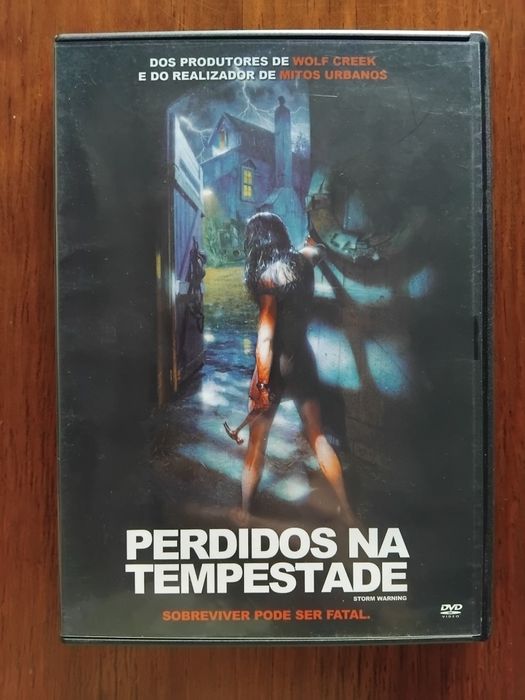 DOS PRODUTORES DE WOLF CREEK
E DO REALIZADOR DE MITOS URBANOS
PERDIDOS NA
TEMPESTADE
STORM WARNING
SOBREVIVER PODE SER FATAL.
DVD
VIDEO